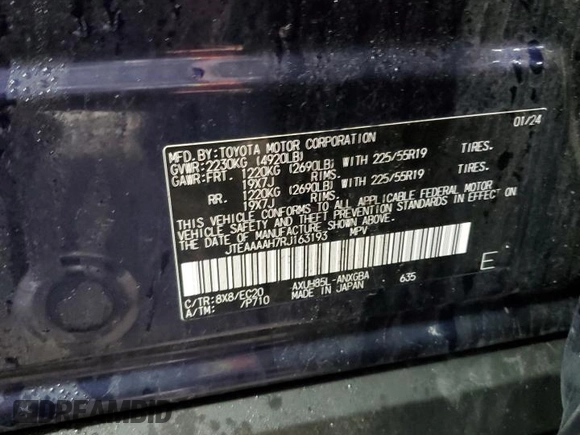 MFD. BY:TOYOTA MOTOR CORPORATION 01/24
GVWR:2230KG (4920LB)
GAWR:FRT. 1220KG (2690LB) WITH 225/55R19 TIRES.
19X7J RIMS.
RR. 1220KG (2690LB) WITH 225/55R19 TIRES.
19X7J RIMS.
THIS VEHICLE CONFORMS TO ALL APPLICABLE FEDERAL MOTOR
VEHICLE SAFETY STANDARDS IN EFFECT ON
THE DATE OF MANUFACTURE SHOWN ABOVE.
JTEAAAAH7RJ163193 MPV
E
C/TR:8X8/EC20 AXUH85L-ANXGBA 635
A/TM: /P710 MADE IN JAPAN
DREAMBID